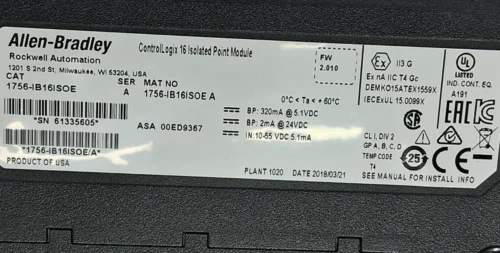 Allen-Bradley
Rockwell Automation
1201 S 2nd St, Milwaukee, WI 53204, USA
ControlLogix 16 Isolated Point Module
CAT
1756-IB16ISOE
SER
A
MAT NO
1756-IB16ISOE A
FW
2.010
*SN 61335605*
ASA 00ED9367
*1756-IB16ISOE/A*
PRODUCT OF USA
0°C < Ta < + 60°C
BP: 320mA @ 5.1VDC
BP: 2mA @ 24VDC
IN: 10-55 VDC 5.1mA
PLANT 1020 DATE 2018/03/21
Ex II3 G
Ex nA IIC T4 Gc
DEMKO15ATEX1559X
IECExUL 15.0099X
UL
LISTED
IND. CONT. EQ.
A191
EAC
CL I, DIV 2
GP A, B, C, D
TEMP CODE
T4
25
SEE MANUAL FOR INSTALL INFO